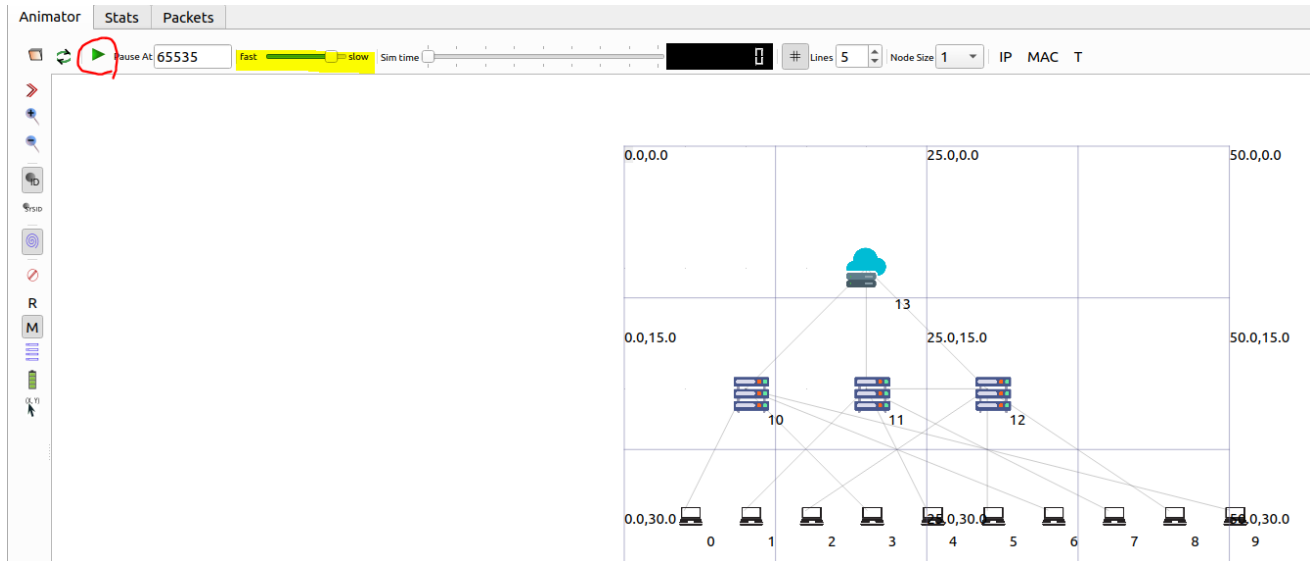 Animator Stats Packets
Pause At 65535 fast slow Sim time 0 # Lines 5 Node Size 1 IP MAC T
ID
SYSID
R
M
(X, Y)
0.0,0.0 25.0,0.0 50.0,0.0
13
0.0,15.0 25.0,15.0 50.0,15.0
10 11 12
0.0,30.0 25.0,30.0 50.0,30.0
0 1 2 3 4 5 6 7 8 9